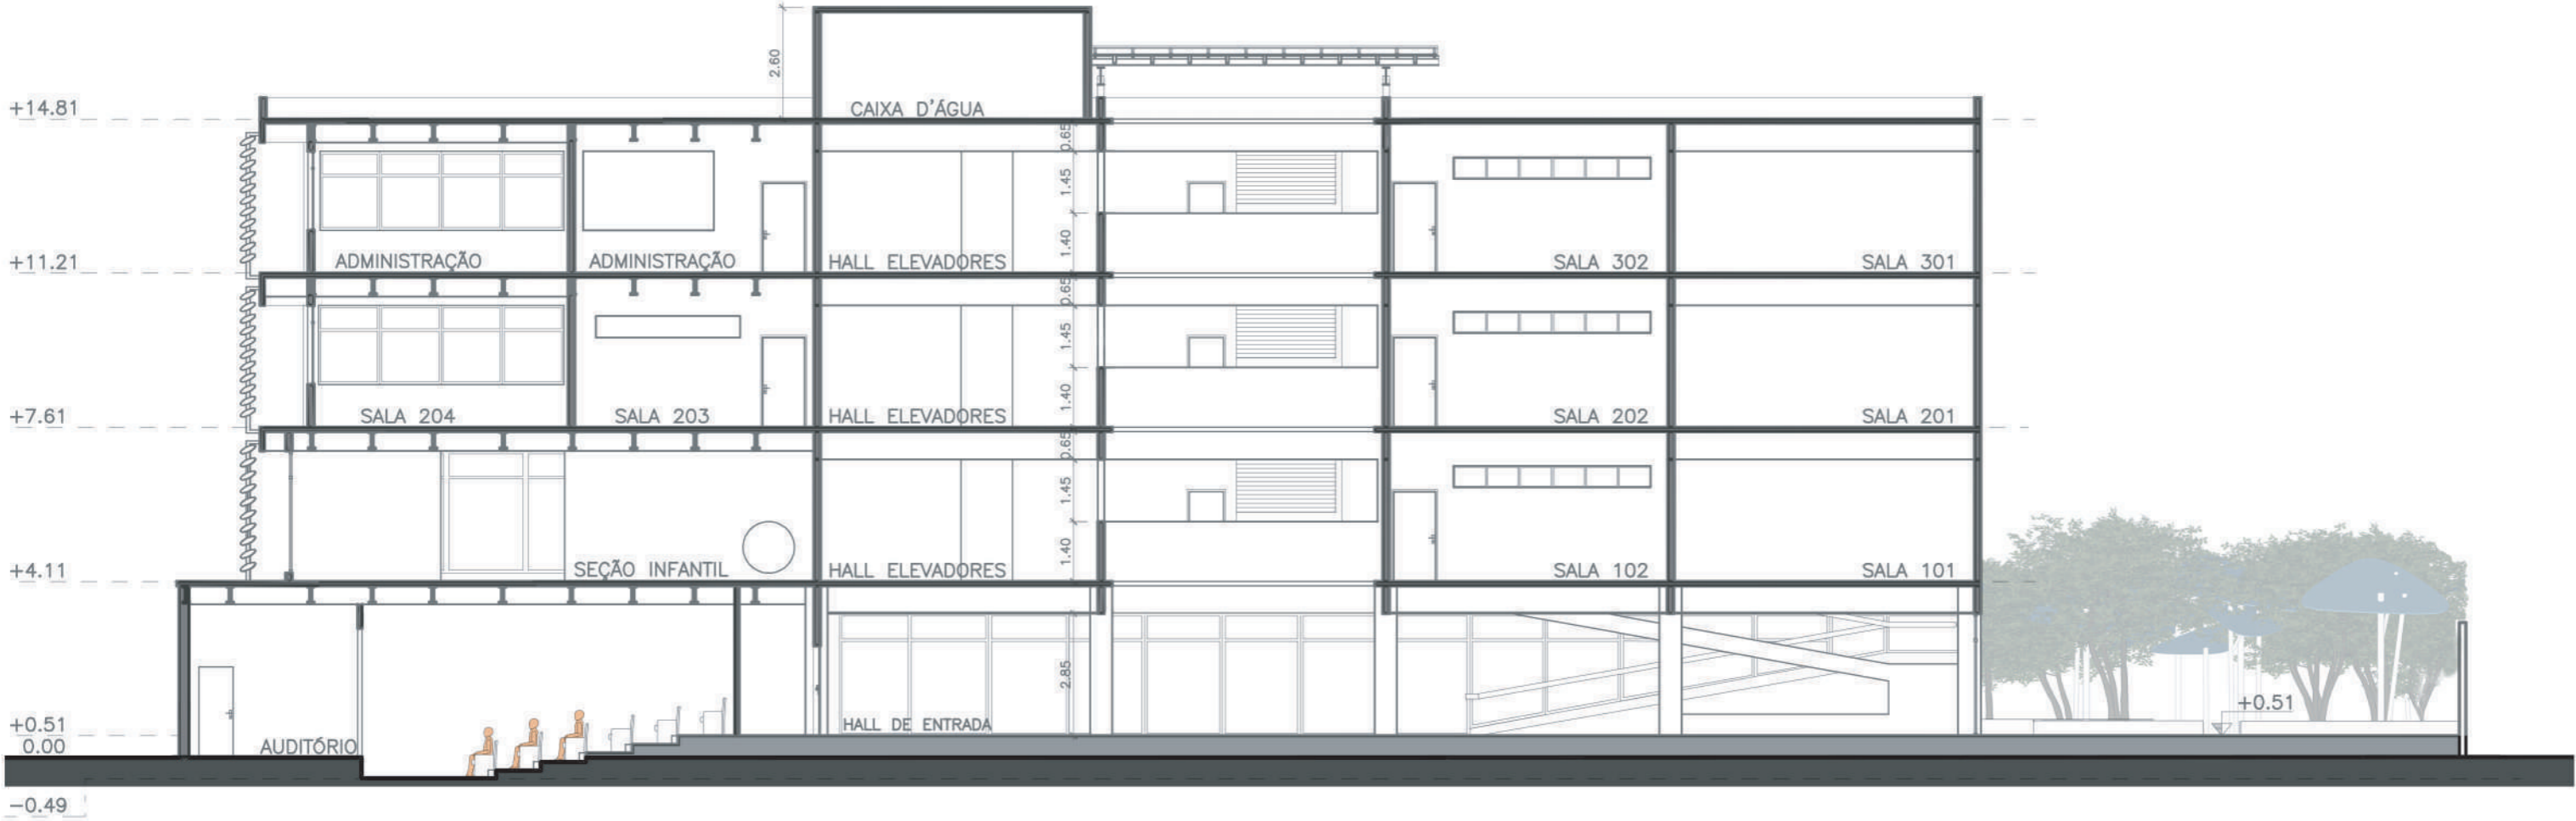 2.60
+14.81
CAIXA D'ÁGUA
0.65
1.45
1.40
+11.21
ADMINISTRAÇÃO
ADMINISTRAÇÃO
HALL ELEVADORES
SALA 302
SALA 301
0.65
1.45
1.40
+7.61
SALA 204
SALA 203
HALL ELEVADORES
SALA 202
SALA 201
0.65
1.45
1.40
+4.11
SEÇÃO INFANTIL
HALL ELEVADORES
SALA 102
SALA 101
2.85
+0.51
+0.51
HALL DE ENTRADA
0.00
AUDITÓRIO
−0.49